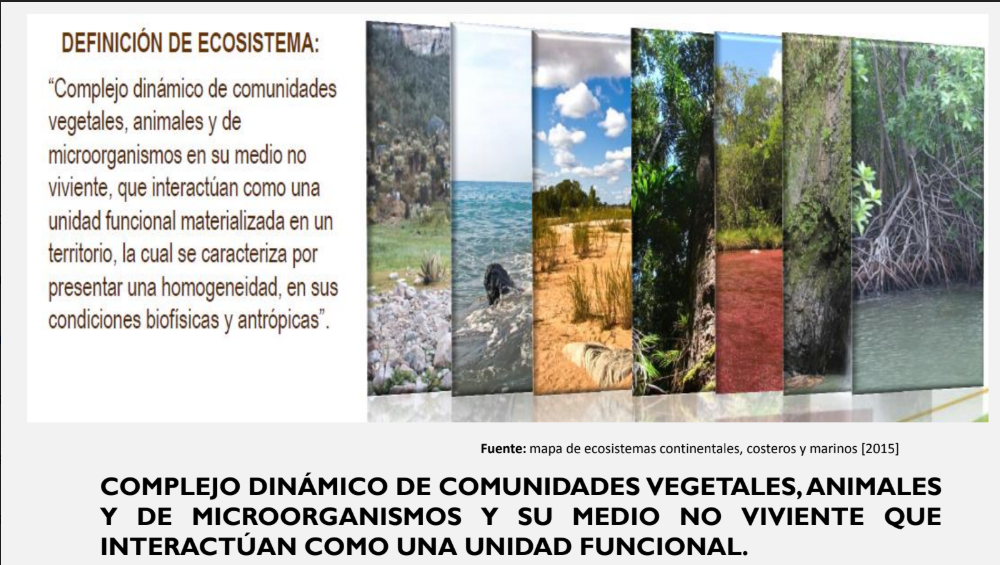 DEFINICIÓN DE ECOSISTEMA:
“Complejo dinámico de comunidades
vegetales, animales y de
microorganismos en su medio no
viviente, que interactúan como una
unidad funcional materializada en un
territorio, la cual se caracteriza por
presentar una homogeneidad, en sus
condiciones biofísicas y antrópicas”.
Fuente: mapa de ecosistemas continentales, costeros y marinos [2015]
COMPLEJO DINÁMICO DE COMUNIDADES VEGETALES, ANIMALES
Y DE MICROORGANISMOS Y SU MEDIO NO VIVIENTE QUE
INTERACTÚAN COMO UNA UNIDAD FUNCIONAL.